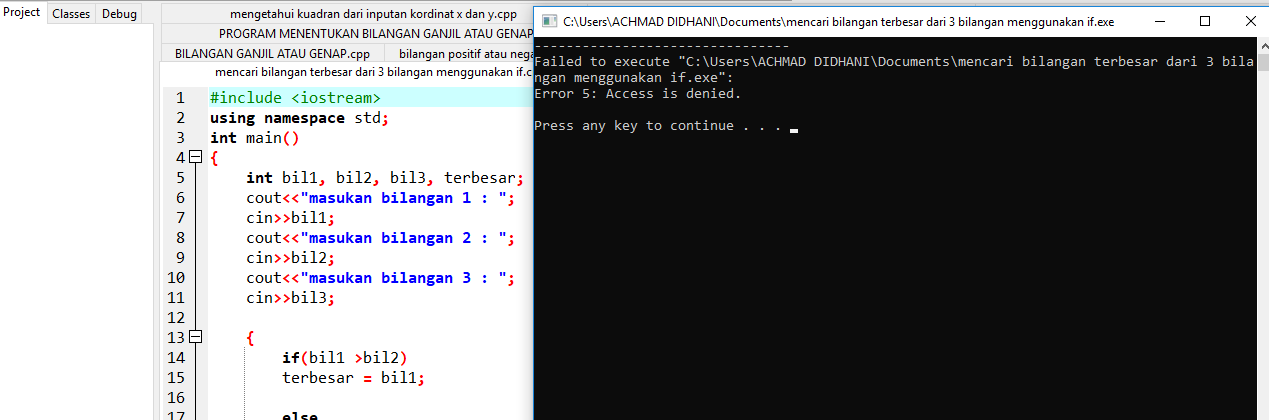 Project Classes Debug
mengetahui kuadran dari inputan kordinat x dan y.cpp
PROGRAM MENENTUKAN BILANGAN GANJIL ATAU GENAP
BILANGAN GANJIL ATAU GENAP.cpp bilangan positif atau nega
mencari bilangan terbesar dari 3 bilangan menggunakan if.c
1 #include <iostream>
2 using namespace std;
3 int main()
4 {
5 int bil1, bil2, bil3, terbesar;
6 cout<<"masukan bilangan 1 : ";
7 cin>>bil1;
8 cout<<"masukan bilangan 2 : ";
9 cin>>bil2;
10 cout<<"masukan bilangan 3 : ";
11 cin>>bil3;
12
13 {
14 if(bil1 >bil2)
15 terbesar = bil1;
16
17 else
C:\Users\ACHMAD DIDHANI\Documents\mencari bilangan terbesar dari 3 bilangan menggunakan if.exe
--------------------------------
Failed to execute "C:\Users\ACHMAD DIDHANI\Documents\mencari bilangan terbesar dari 3 bila
ngan menggunakan if.exe":
Error 5: Access is denied.
Press any key to continue . . .